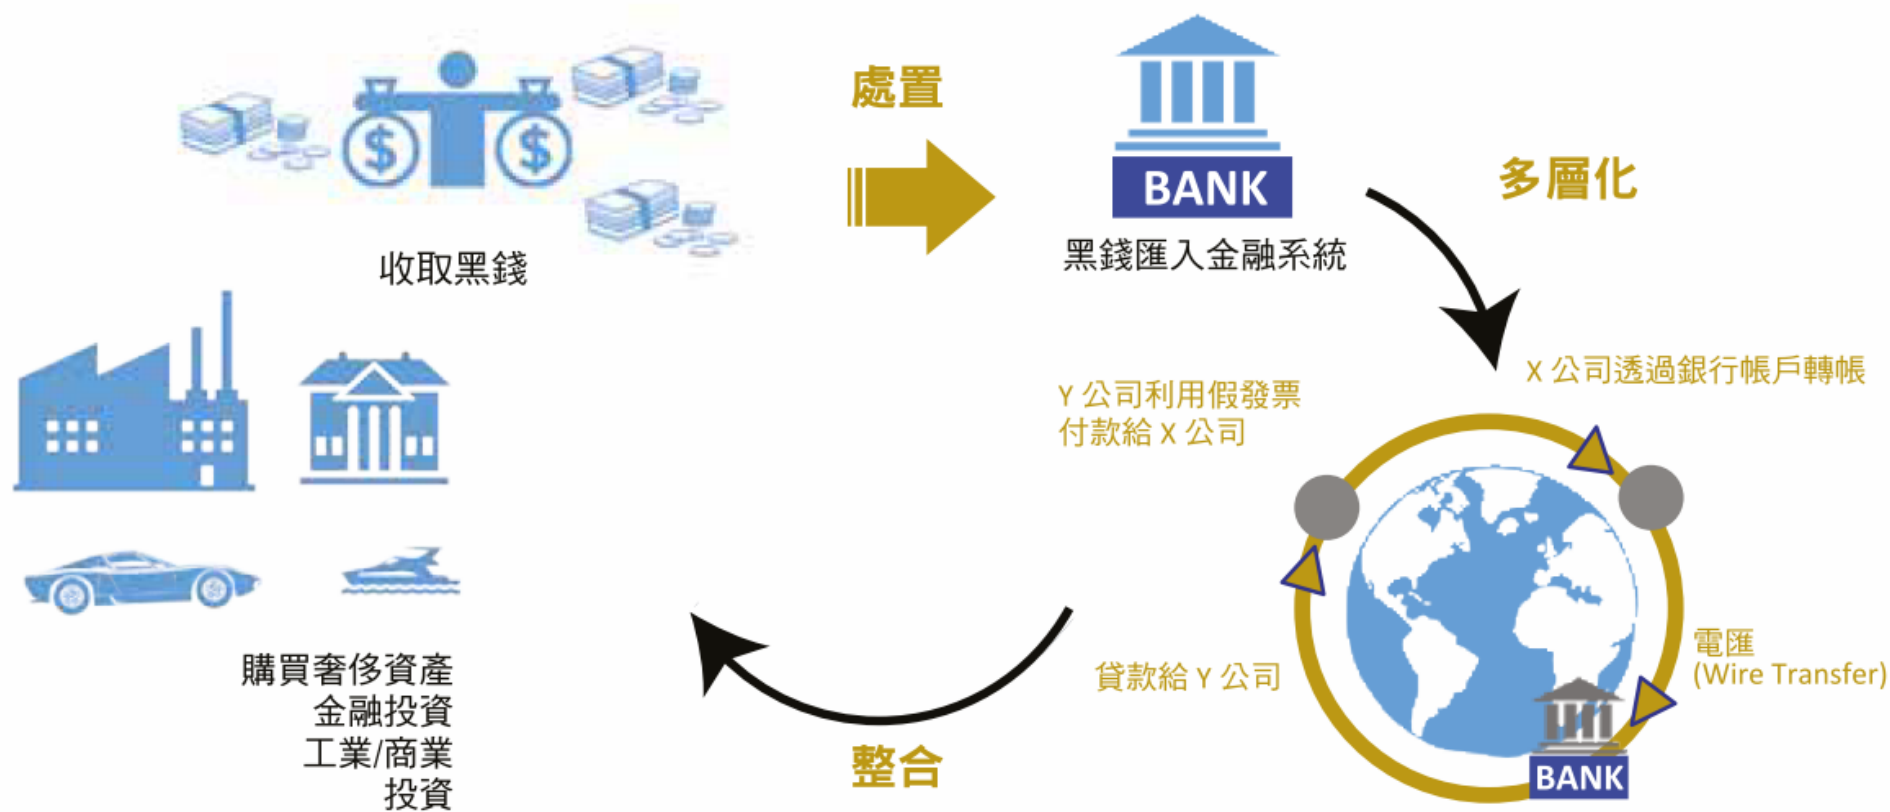 收取黑錢
處置
BANK
黑錢匯入金融系統
多層化
X 公司透過銀行帳戶轉帳
Y 公司利用假發票
付款給 X 公司
電匯
(Wire Transfer)
BANK
貸款給 Y 公司
整合
購買奢侈資產
金融投資
工業/商業
投資
$
$